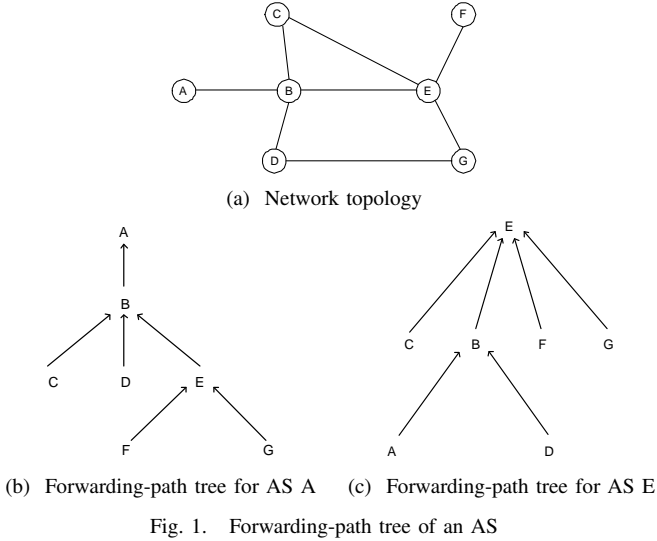 C
F
A
B
E
D
G
(a) Network topology
A
B
C
D
E
F
G
E
C
B
F
G
A
D
(b) Forwarding-path tree for AS A
(c) Forwarding-path tree for AS E
Fig. 1. Forwarding-path tree of an AS